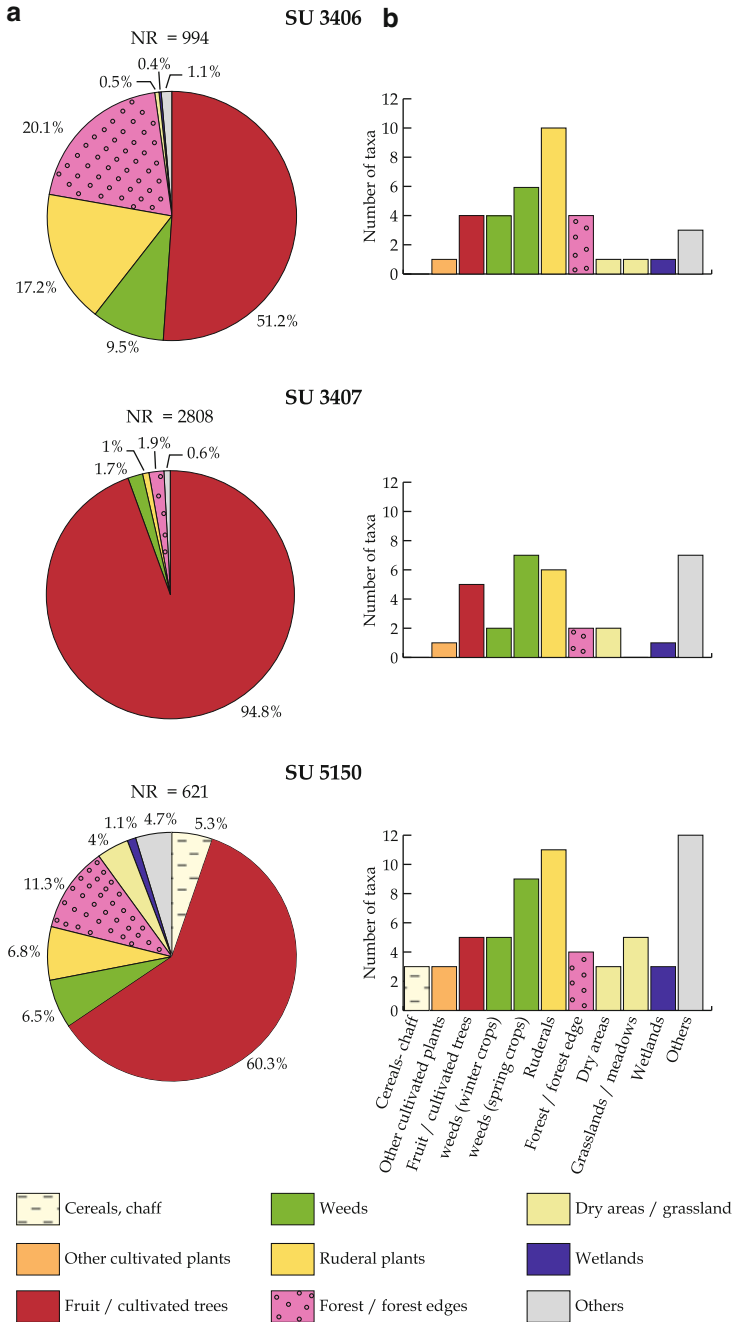 a
SU 3406
b
NR = 994
0.4%
0.5%
1.1%
20.1%
17.2%
9.5%
51.2%
Number of taxa
12
10
8
6
4
2
0
SU 3407
NR = 2808
1%
1.9%
0.6%
1.7%
94.8%
Number of taxa
12
10
8
6
4
2
0
SU 5150
NR = 621
1.1%
4.7%
5.3%
4%
11.3%
6.8%
6.5%
60.3%
Number of taxa
12
10
8
6
4
2
0
Cereals- chaff
Other cultivated plants
Fruit / cultivated trees
weeds (winter crops)
weeds (spring crops)
Ruderals
Forest / forest edge
Dry areas
Grasslands / meadows
Wetlands
Others
Cereals, chaff
Weeds
Dry areas / grassland
Other cultivated plants
Ruderal plants
Wetlands
Fruit / cultivated trees
Forest / forest edges
Others